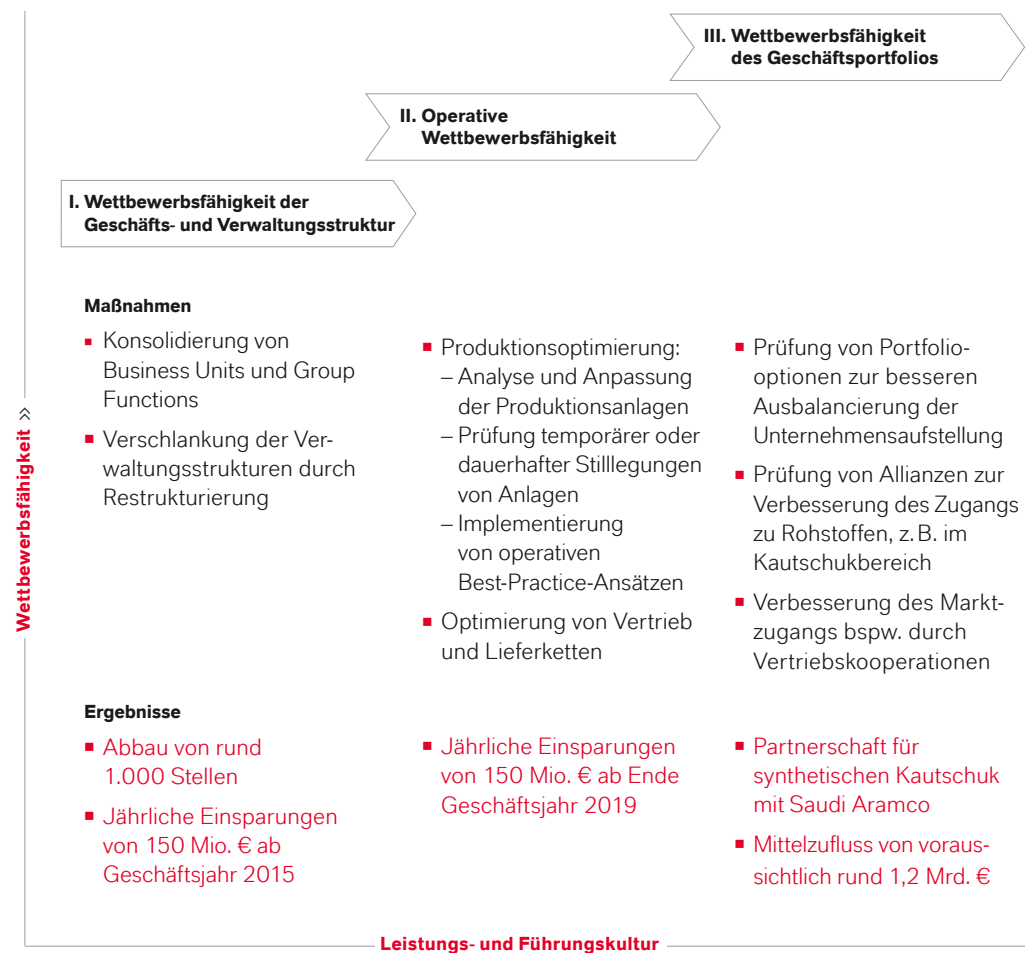 III. Wettbewerbsfähigkeit
des Geschäftsportfolios
II. Operative
Wettbewerbsfähigkeit
I. Wettbewerbsfähigkeit der
Geschäfts- und Verwaltungsstruktur
Maßnahmen
▪ Konsolidierung von
Business Units und Group
Functions
▪ Verschlankung der Ver-
waltungsstrukturen durch
Restrukturierung
▪ Produktionsoptimierung:
– Analyse und Anpassung
der Produktionsanlagen
– Prüfung temporärer oder
dauerhafter Stilllegungen
von Anlagen
– Implementierung
von operativen
Best-Practice-Ansätzen
▪ Optimierung von Vertrieb
und Lieferketten
▪ Prüfung von Portfolio-
optionen zur besseren
Ausbalancierung der
Unternehmensaufstellung
▪ Prüfung von Allianzen zur
Verbesserung des Zugangs
zu Rohstoffen, z. B. im
Kautschukbereich
▪ Verbesserung des Markt-
zugangs bspw. durch
Vertriebskooperationen
Ergebnisse
▪ Abbau von rund
1.000 Stellen
▪ Jährliche Einsparungen
von 150 Mio. € ab
Geschäftsjahr 2015
▪ Jährliche Einsparungen
von 150 Mio. € ab Ende
Geschäftsjahr 2019
▪ Partnerschaft für
synthetischen Kautschuk
mit Saudi Aramco
▪ Mittelzufluss von voraus-
sichtlich rund 1,2 Mrd. €
Wettbewerbsfähigkeit »
Leistungs- und Führungskultur